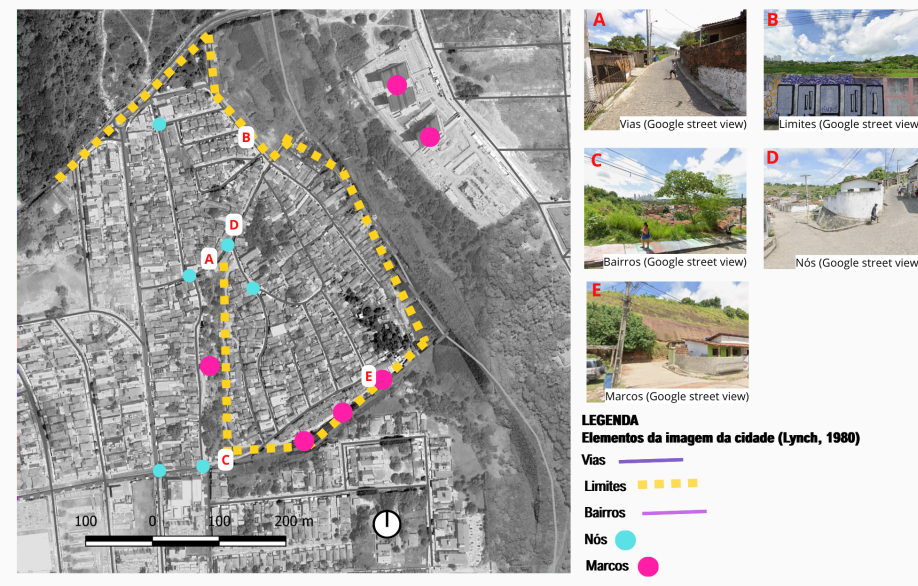 A
B
D
A
E
C
100 0 100 200 m
A
Vias (Google street view)
B
Limites (Google street view
C
Bairros (Google street view)
D
Nós (Google street view
E
Marcos (Google street view)
LEGENDA
Elementos da imagem da cidade (Lynch, 1980)
Vias
Limites
Bairros
Nós
Marcos